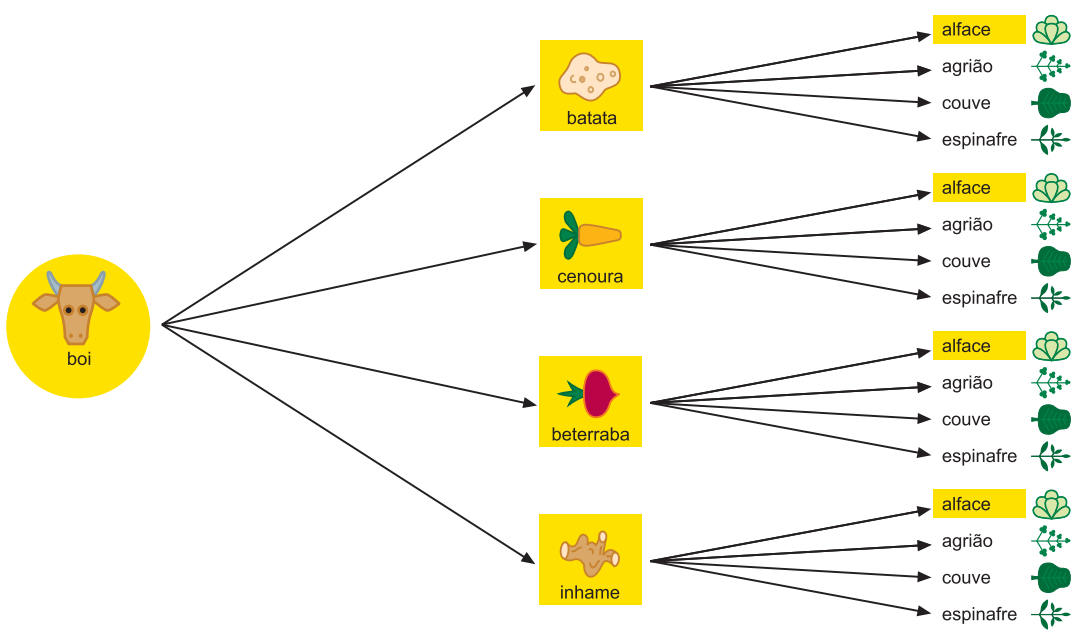 boi
batata
alface
agrião
couve
espinafre
cenoura
alface
agrião
couve
espinafre
beterraba
alface
agrião
couve
espinafre
inhame
alface
agrião
couve
espinafre